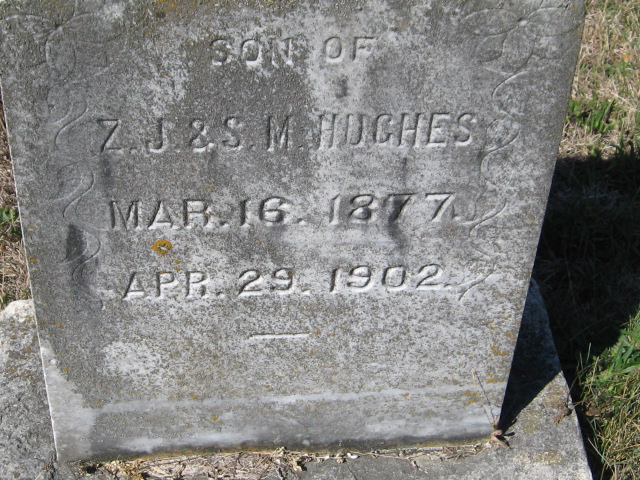 SON OF
Z. J. & S. M. HUGHES
MAR. 16. 1877.
APR. 29. 1902.